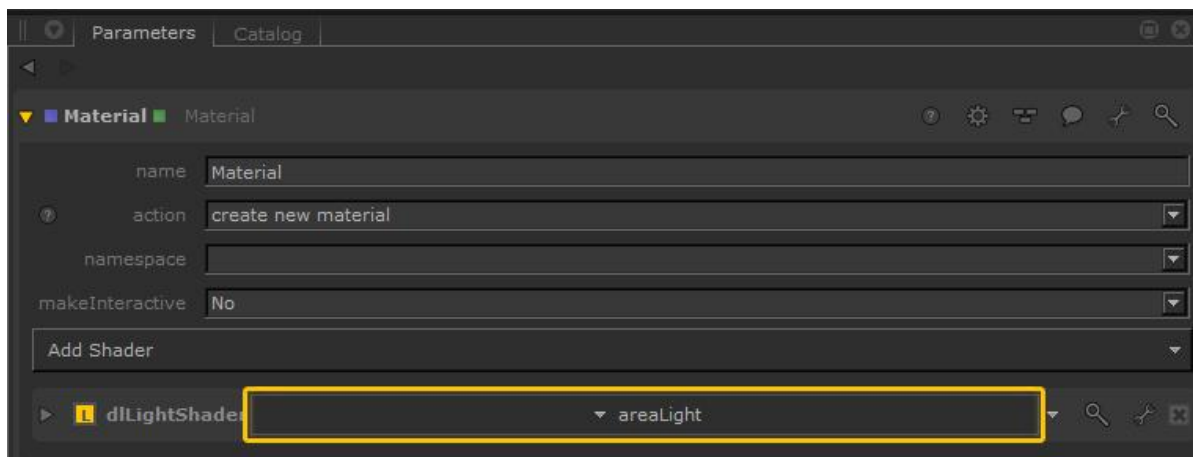 Parameters Catalog
Material Material
name Material
action create new material
namespace
makeInteractive No
Add Shader
L dlLightShader areaLight